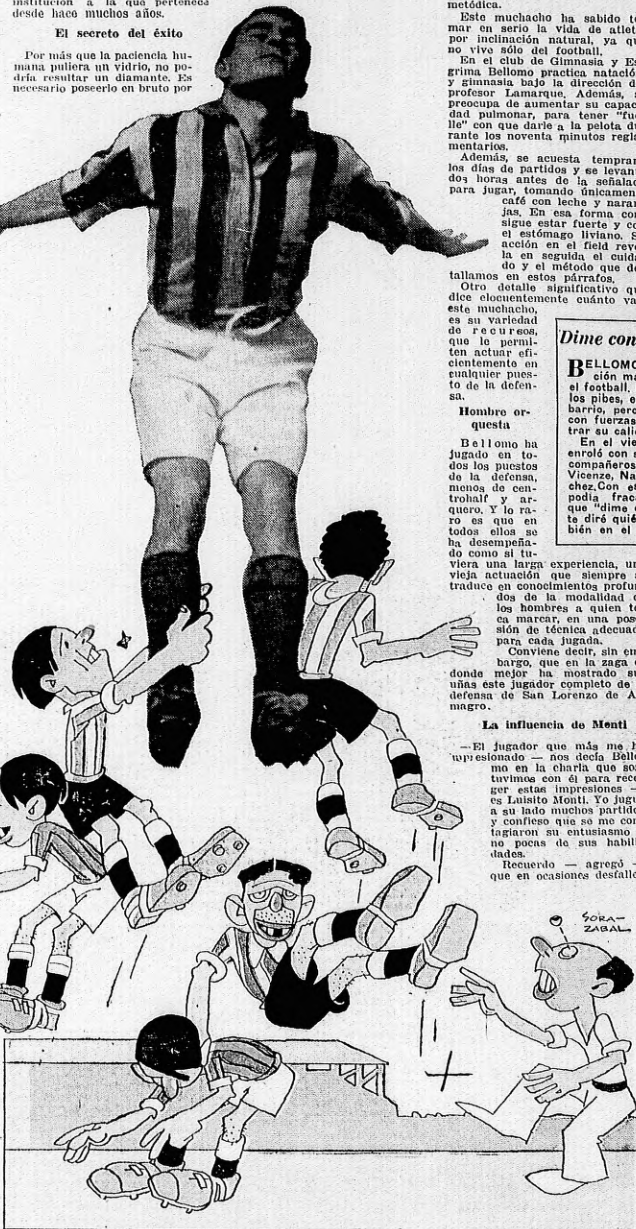 institución a la que pertenece
desde hace muchos años.
El secreto del éxito
Por más que la paciencia hu-
mana puliera un vidrio, no po-
dría resultar un diamante. Es
necesario poseerlo en bruto por
metódica.
Este muchacho ha sabido to
mar en serio la vida de atlet
por inclinación natural, ya qu
no vive sólo del football.
En el club de Gimnasia y Es
grima Bellomo practica natació
y gimnasia bajo la dirección d
profesor Lamarque. Además, s
preocupa de aumentar su capac
dad pulmonar, para tener "fue
lle" con que darle a la pelota du
rante los noventa minutos regla
mentarios.
Además, se acuesta tempran
los días de partidos y se levant
dos horas antes de la señalad
para jugar, tomando únicament
café con leche y naran
jas. En esa forma con
sigue estar fuerte y co
el estómago liviano. S
acción en el field reve
la en seguida el cuida
do y el método que de
tallamos en estos párrafos.
Otro detalle significativo qu
dice elocuentemente cuánto va
este muchacho,
es su variedad
de recursos,
que le permi-
ten actuar efi-
cientemente en
cualquier pues-
to de la defen-
sa.
Hombre or-
questa
Bellomo ha
jugado en to-
dos los puestos
de la defensa,
menos de cen-
trohalf y ar-
quero. Y lo ra-
ro es que en
todos ellos se
ha desempeña-
do como si tu-
viera una larga experiencia, un
vieja actuación que siempre s
traduce en conocimientos profun
dos de la modalidad d
los hombres a quien to
ca marcar, en una pose
sión de técnica adecuad
para cada jugada.
Conviene decir, sin em
bargo, que en la zaga e
donde mejor ha mostrado su
uñas este jugador completo de l
defensa de San Lorenzo de Al
magro.
La influencia de Monti
—El jugador que más me h
impresionado — nos decía Bello
mo en la charla que sos
tuvimos con él para reco
ger estas impresiones —
es Luisito Monti. Yo jugu
a su lado muchos partido
y confieso que se me con
tagiaron su entusiasmo
no pocas de sus habili
dades.
Recuerdo — agregó —
que en ocasiones desfalle
Dime con
BELLOMO
ción ma
el football.
los pibes, e
barrio, pero
con fuerzas
trar su calid
En el vie
enroló con
compañeros
Vicenze, Na
chez. Con e
podía frac
que "dime
te diré quié
bién en el
SORA-
ZABAL